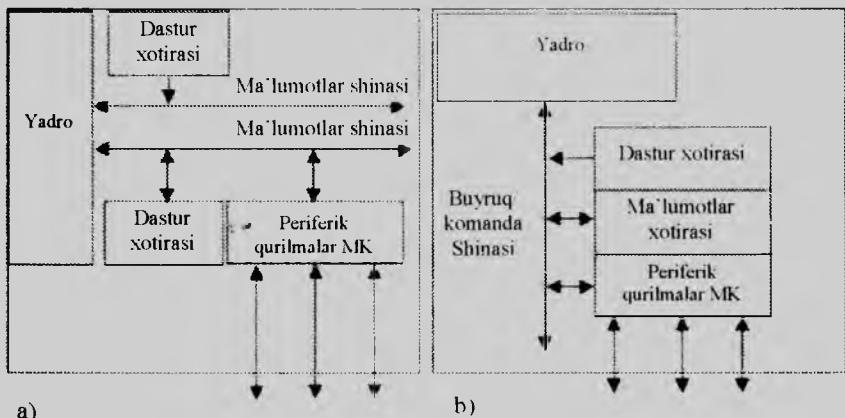 Dastur
xotirasi
Ma`lumotlar shinasi
Yadro
Ma`lumotlar shinasi
Dastur
xotirasi
Periferik
qurilmalar MK
a)
Yadro
Dastur xotirasi
Buyruq
komanda
Shinasi
Ma`lumotlar
xotirasi
Periferik
qurilmalar MK
b)